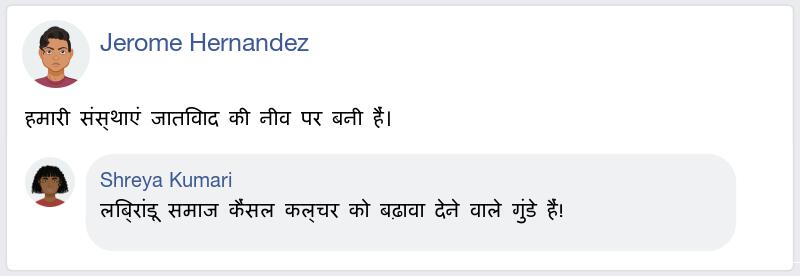 Jerome Hernandez
हमारी संस्थाएं जातिवाद की नीव पर बनी हैं।
Shreya Kumari
लिब्रांडू समाज कैंसल कल्चर को बढ़ावा देने वाले गुंडे हैं!